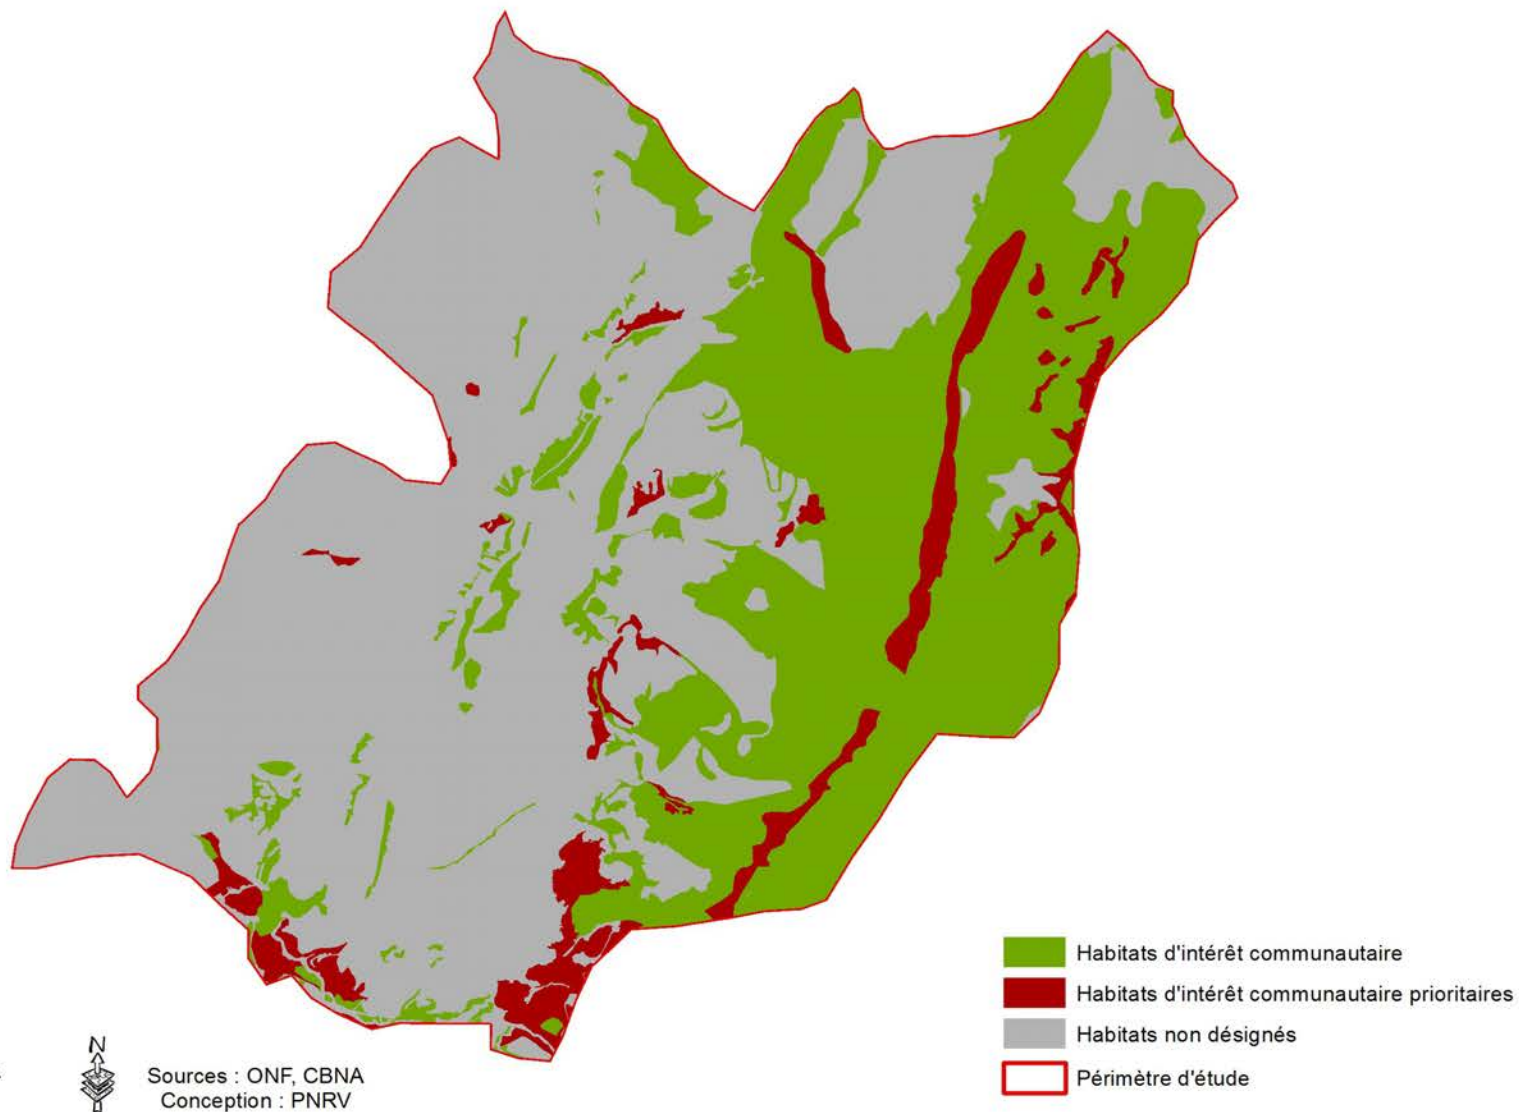 Habitats d'intérêt communautaire
Habitats d'intérêt communautaire prioritaires
Habitats non désignés
Périmètre d'étude
N
Sources : ONF, CBNA
Conception : PNRV